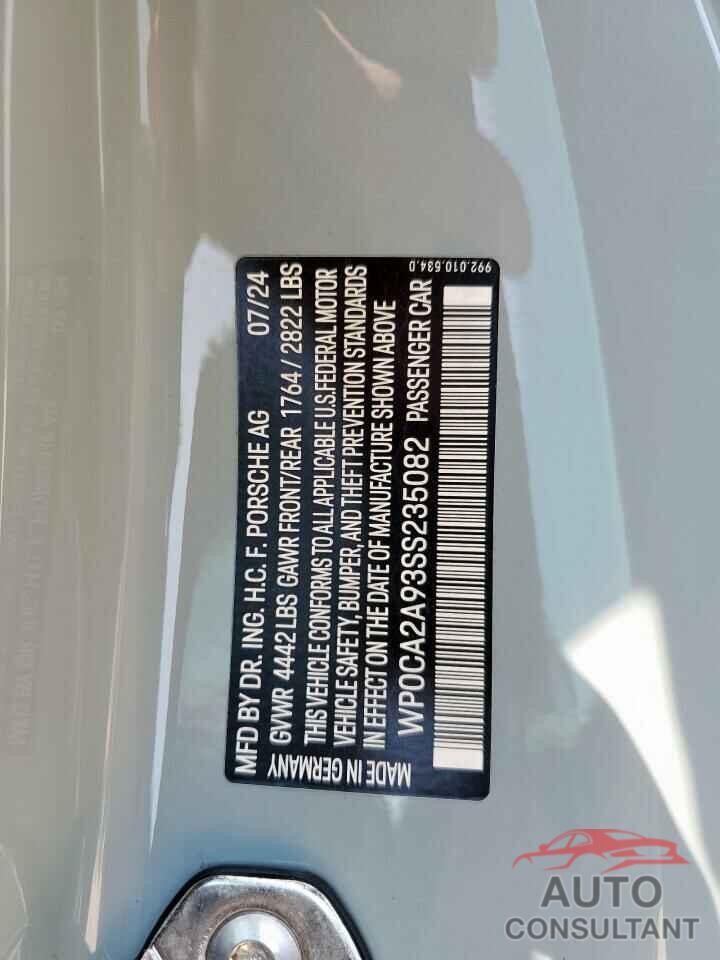 MFD BY DR. ING. H.C. F. PORSCHE AG 07/24
GVWR 4442 LBS GAWR FRONT/REAR 1764 / 2822 LBS
THIS VEHICLE CONFORMS TO ALL APPLICABLE U.S. FEDERAL MOTOR
VEHICLE SAFETY, BUMPER, AND THEFT PREVENTION STANDARDS
IN EFFECT ON THE DATE OF MANUFACTURE SHOWN ABOVE
WP0CA2A93SS235082 PASSENGER CAR
MADE IN GERMANY
992.010.534.D
AUTO
CONSULTANT